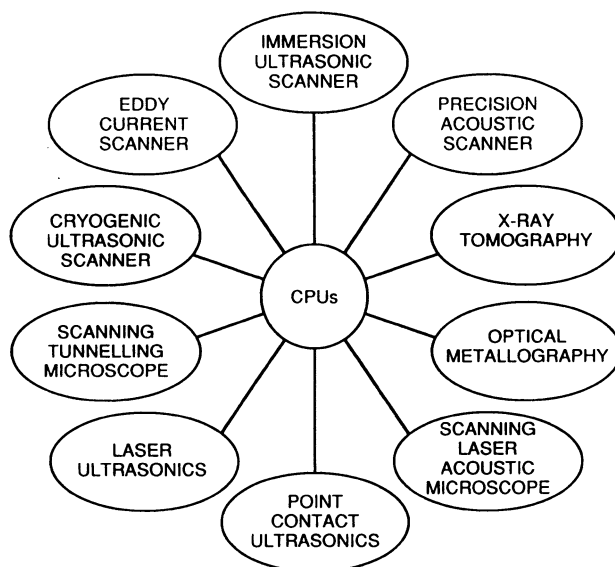 IMMERSION
ULTRASONIC
SCANNER
EDDY
CURRENT
SCANNER
PRECISION
ACOUSTIC
SCANNER
CRYOGENIC
ULTRASONIC
SCANNER
X-RAY
TOMOGRAPHY
CPUs
SCANNING
TUNNELLING
MICROSCOPE
OPTICAL
METALLOGRAPHY
LASER
ULTRASONICS
SCANNING
LASER
ACOUSTIC
MICROSCOPE
POINT
CONTACT
ULTRASONICS